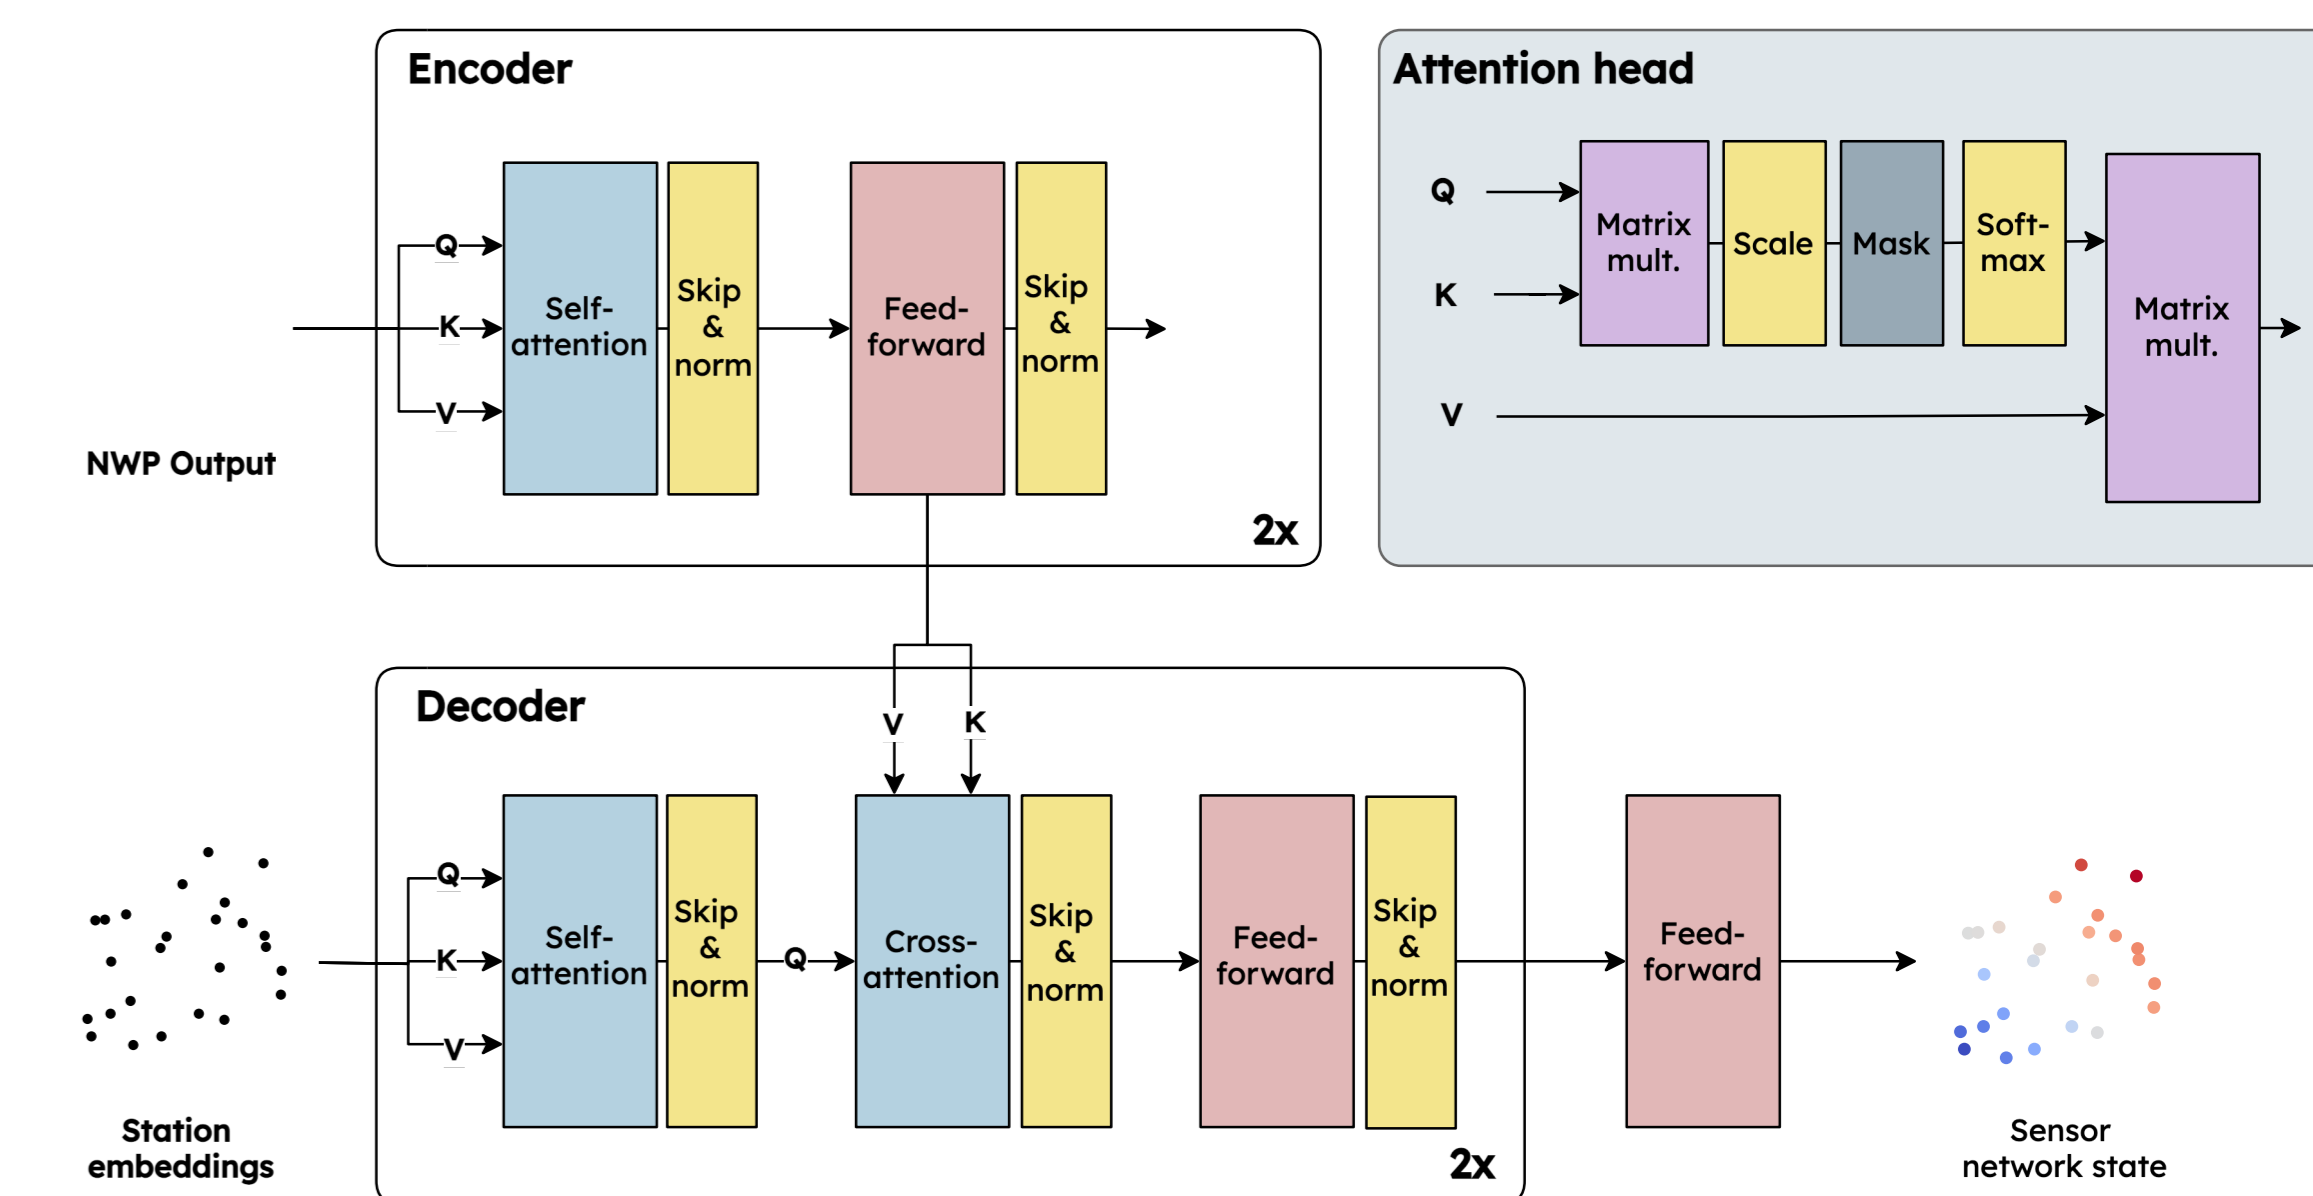 Encoder
Q
K
V
Self-
attention
Skip
&
norm
Feed-
forward
Skip
&
norm
2x
NWP Output
Attention head
Q
K
V
Matrix
mult.
Scale
Mask
Soft-
max
Matrix
mult.
Decoder
V
K
Q
K
V
Self-
attention
Skip
&
norm
Q
Cross-
attention
Skip
&
norm
Feed-
forward
Skip
&
norm
2x
Feed-
forward
Station
embeddings
Sensor
network state